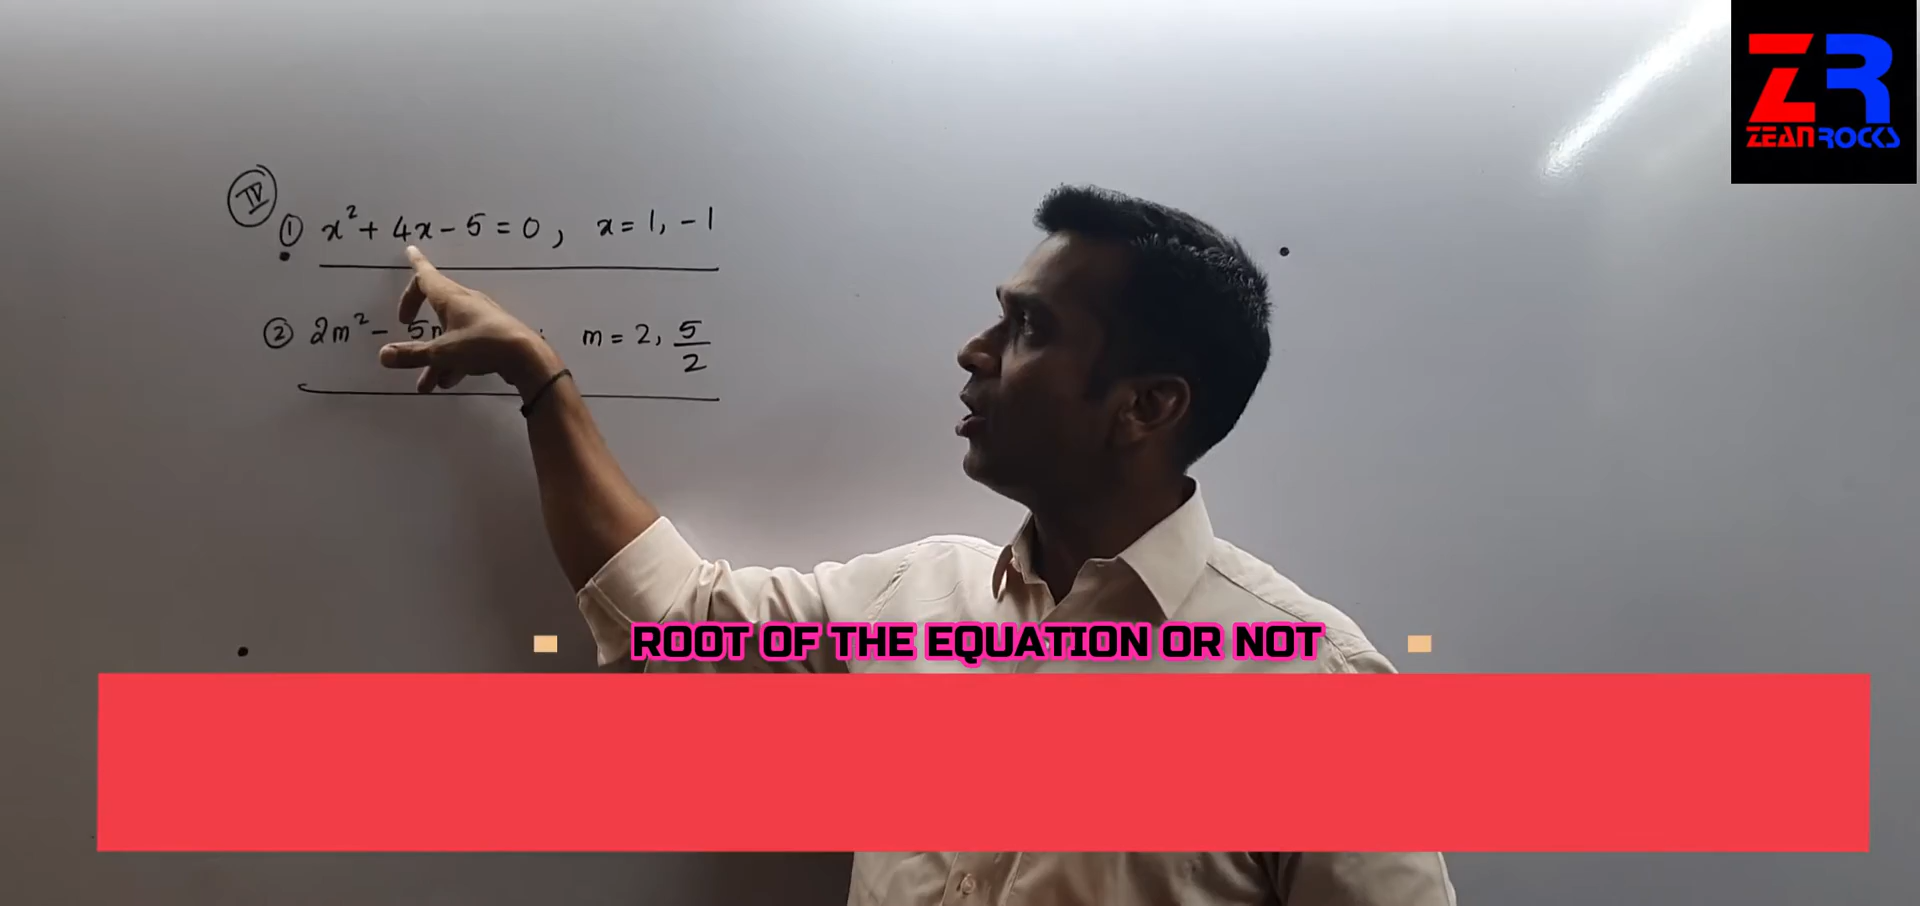 IV
① x² + 4x - 5 = 0 , x = 1, -1
② 2m² - 5m m = 2, 5/2
ZR
ZEAN ROCKS
ROOT OF THE EQUATION OR NOT